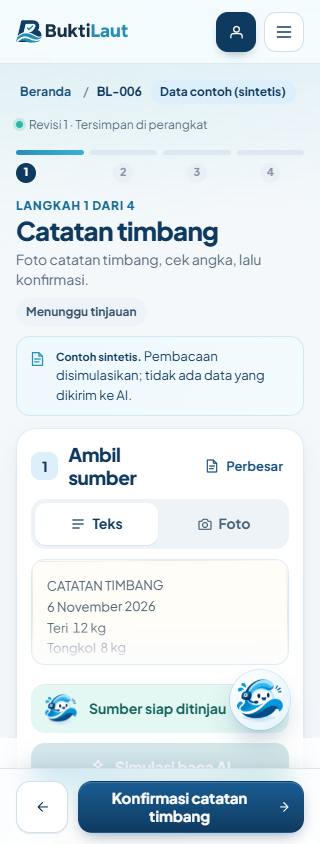 BuktiLaut
Beranda / BL-006 Data contoh (sintetis)
Revisi 1 · Tersimpan di perangkat
1 2 3 4
LANGKAH 1 DARI 4
Catatan timbang
Foto catatan timbang, cek angka, lalu
konfirmasi.
Menunggu tinjauan
Contoh sintetis. Pembacaan
disimulasikan; tidak ada data yang
dikirim ke AI.
1 Ambil
sumber
Perbesar
Teks Foto
CATATAN TIMBANG
6 November 2026
Teri 12 kg
Tongkol 8 kg
Sumber siap ditinjau
Simulasi baca AI
Konfirmasi catatan
timbang